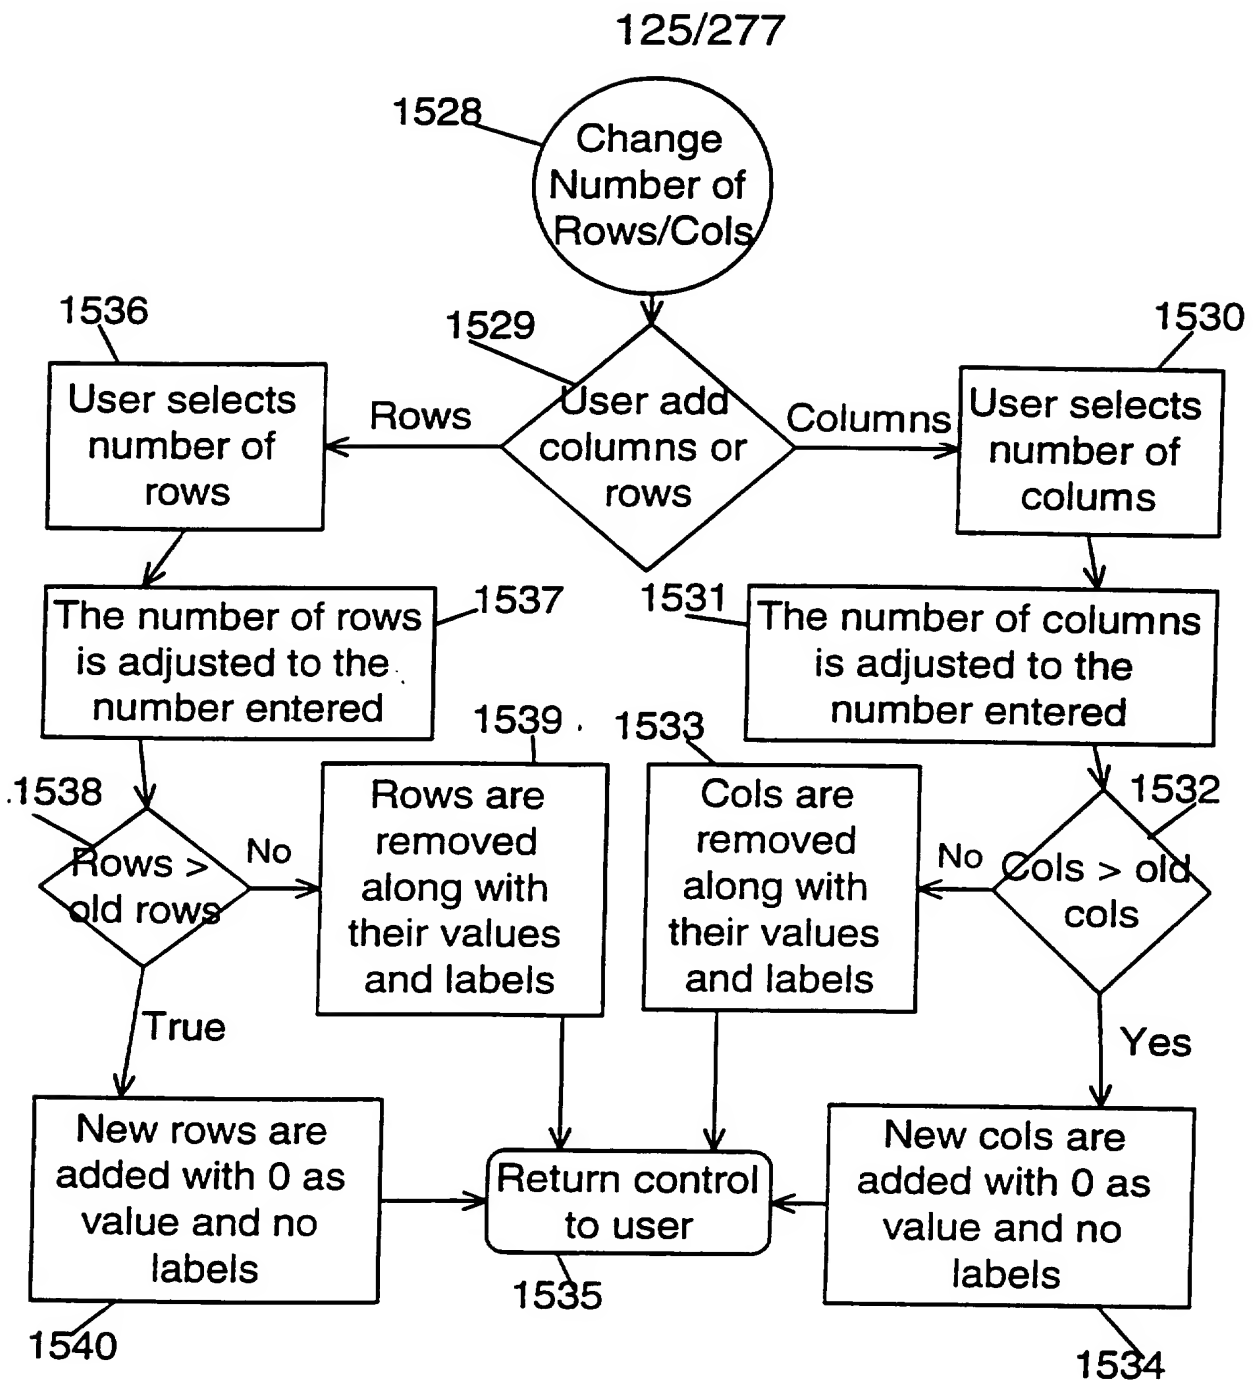 125/277
1528
Change
Number of
Rows/Cols
1536
1529
1530
User selects
number of
rows
Rows
User add
columns or
rows
Columns
User selects
number of
colums
1537
1531
The number of rows
is adjusted to the
number entered
The number of columns
is adjusted to the
number entered
1539
1533
1538
1532
Rows >
old rows
No
Rows are
removed
along with
their values
and labels
Cols are
removed
along with
their values
and labels
No
Cols > old
cols
True
Yes
New rows are
added with 0 as
value and no
labels
Return control
to user
New cols are
added with 0 as
value and no
labels
1535
1540
1534